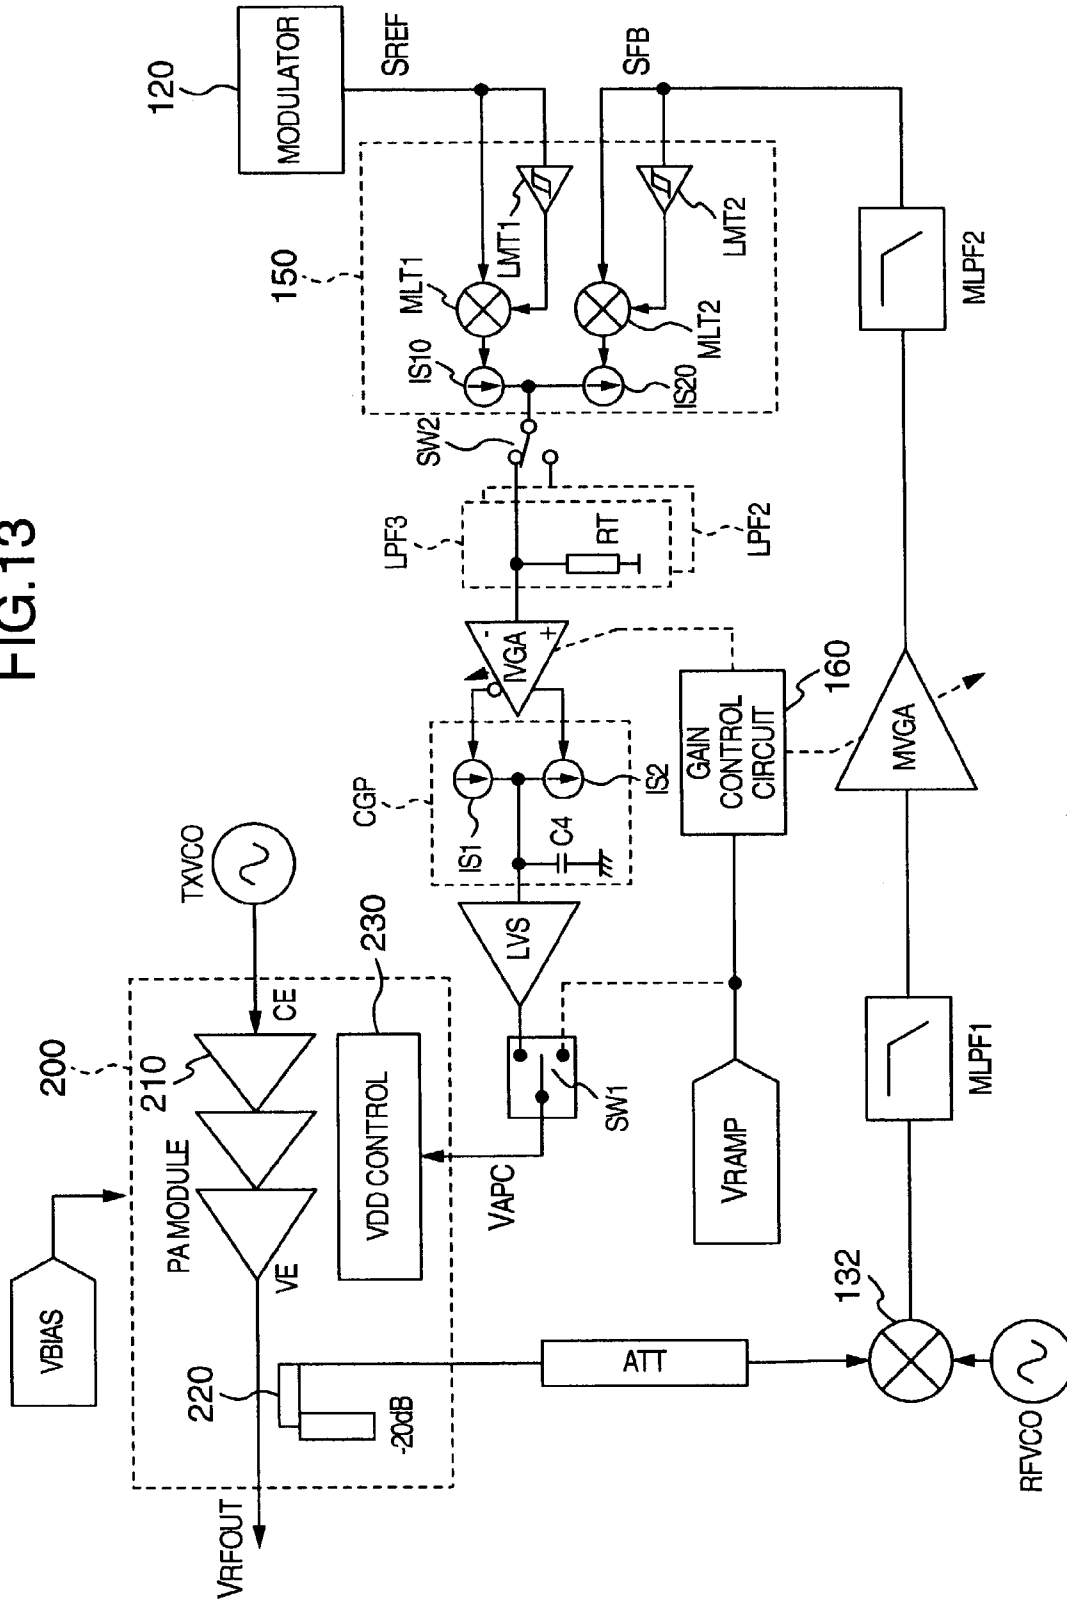 FIG.13
VBIAS
200
PA MODULE
210
TXVCO
CE
VE
VRFOUT
220
-20dB
VDD CONTROL
230
VAPC
SW1
LVS
CGP
IS1
IS2
C4
IVGA
-
+
LPF3
LPF2
RT
SW2
150
IS10
IS20
MLT1
MLT2
LMT1
LMT2
120
MODULATOR
SREF
SFB
VRAMP
GAIN
CONTROL
CIRCUIT
160
ATT
132
RFVCO
MLPF1
MVGA
MLPF2